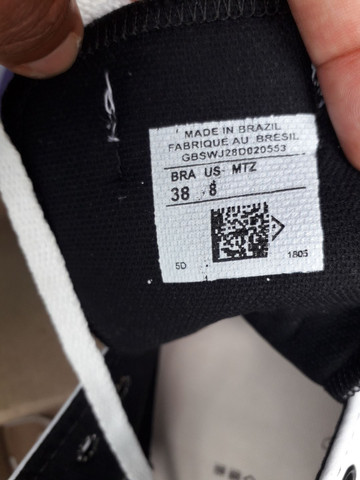 MADE IN BRAZIL
FABRIQUE AU BRESIL
GBSWJ28D020553
BRA US MTZ
38 8
5D 1805